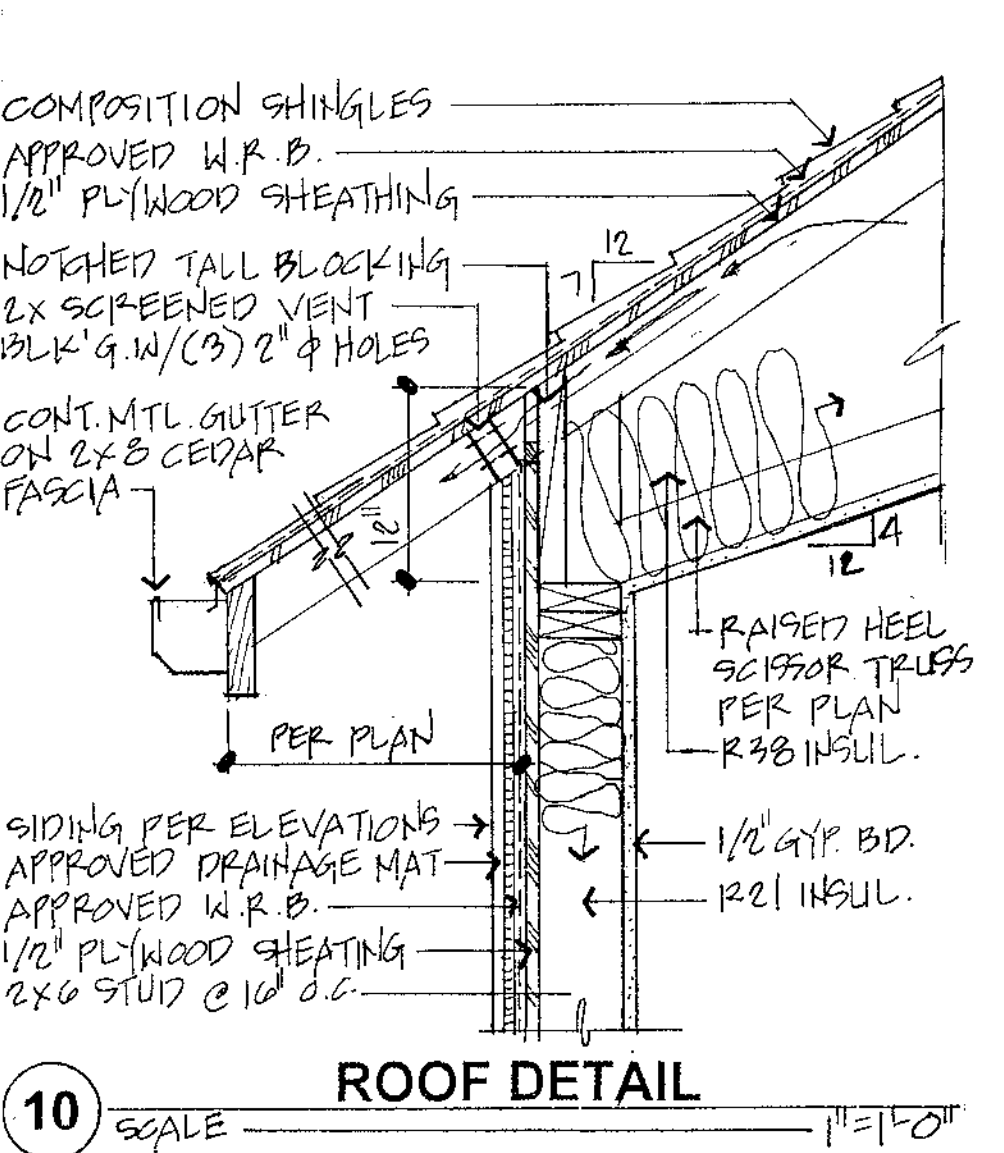 COMPOSITION SHINGLES
APPROVED W.R.B.
1/2" PLYWOOD SHEATHING
NOTCHED TALL BLOCKING
2X SCREENED VENT
BLK'G.W/(3) 2" ϕ HOLES
CONT. MTL. GUTTER
ON 2X8 CEDAR
FASCIA
12
7
12"
22
4
12
RAISED HEEL
SCISSOR TRUSS
PER PLAN
R38 INSUL.
PER PLAN
SIDING PER ELEVATIONS
APPROVED DRAINAGE MAT
APPROVED W.R.B.
1/2" PLYWOOD SHEATING
2X6 STUD @ 16" O.C.
1/2" GYP. BD.
R21 INSUL.
10
ROOF DETAIL
SCALE
1"=1'-0"